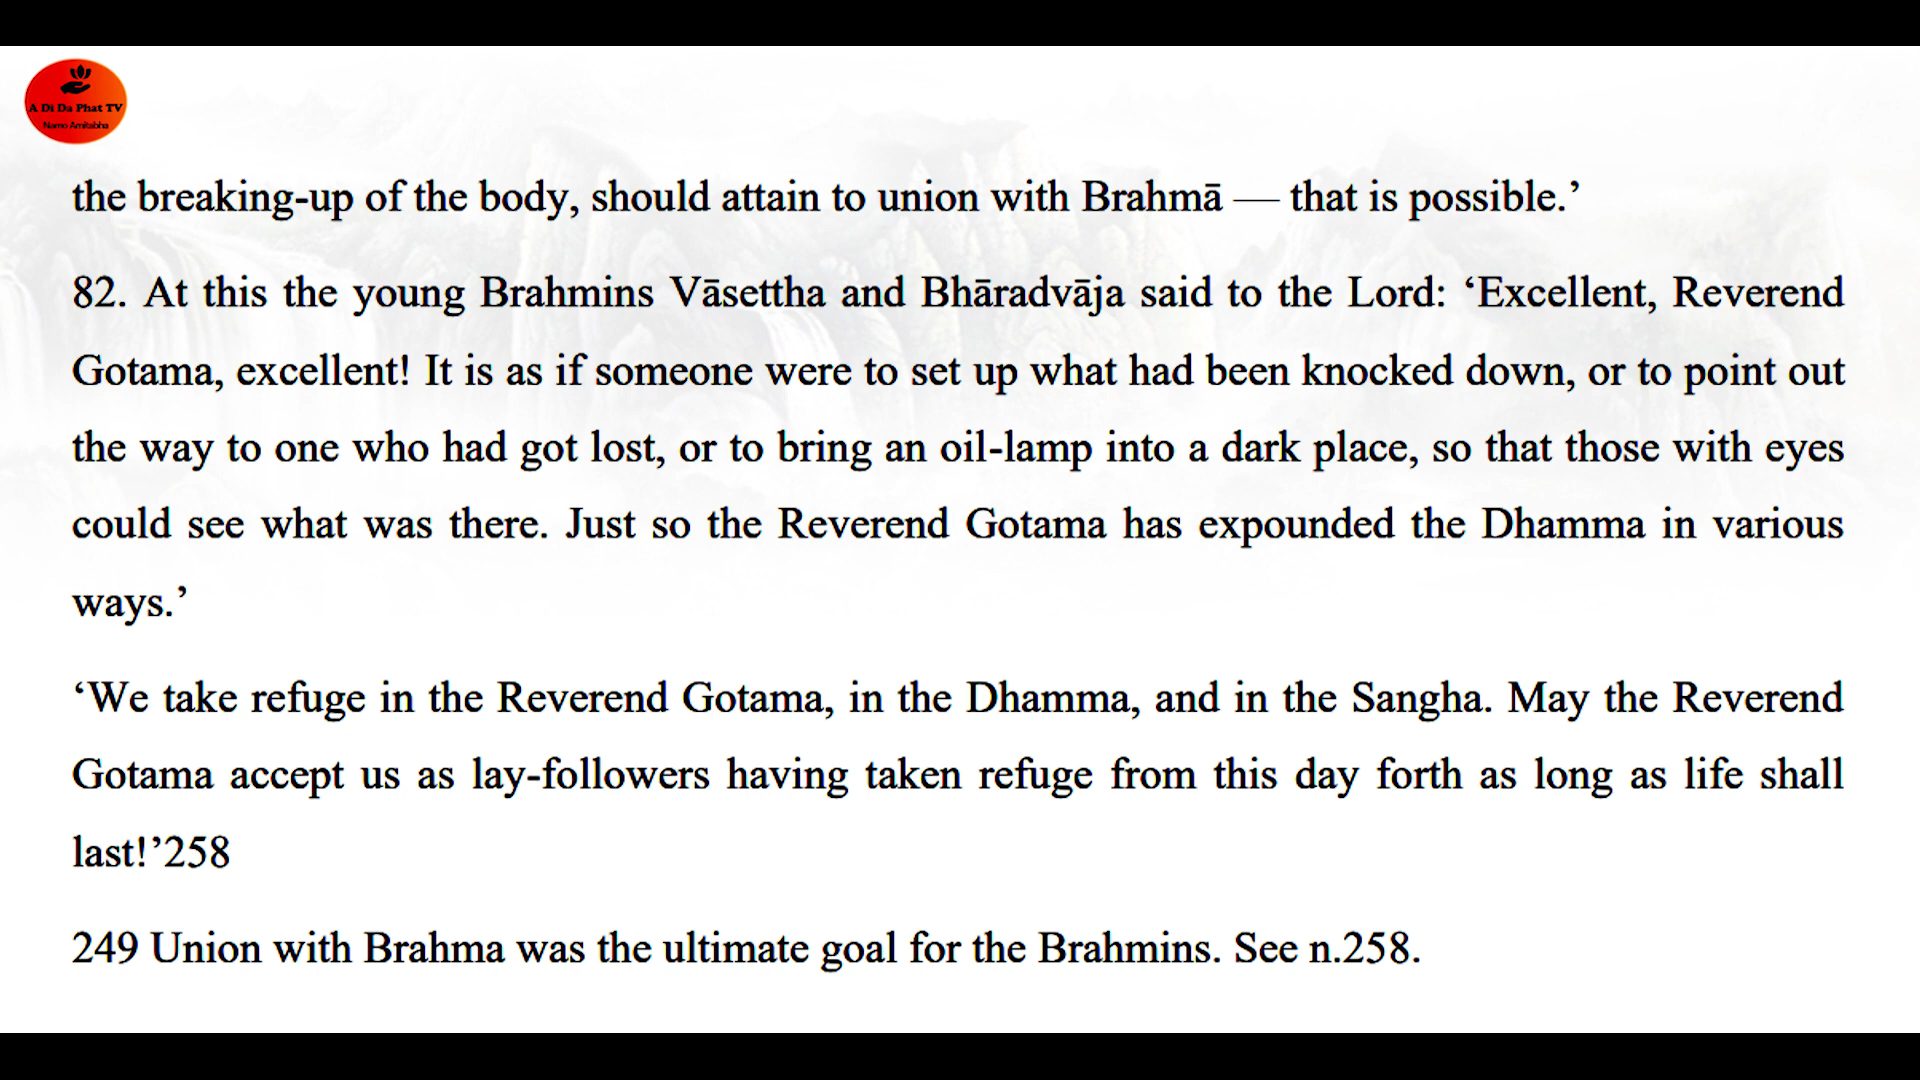 A Di Da Phat TV
Namo Amitabha
the breaking-up of the body, should attain to union with Brahmā — that is possible.’
82. At this the young Brahmins Vāsettha and Bhāradvāja said to the Lord: ‘Excellent, Reverend
Gotama, excellent! It is as if someone were to set up what had been knocked down, or to point out
the way to one who had got lost, or to bring an oil-lamp into a dark place, so that those with eyes
could see what was there. Just so the Reverend Gotama has expounded the Dhamma in various
ways.’
‘We take refuge in the Reverend Gotama, in the Dhamma, and in the Sangha. May the Reverend
Gotama accept us as lay-followers having taken refuge from this day forth as long as life shall
last!’258
249 Union with Brahma was the ultimate goal for the Brahmins. See n.258.